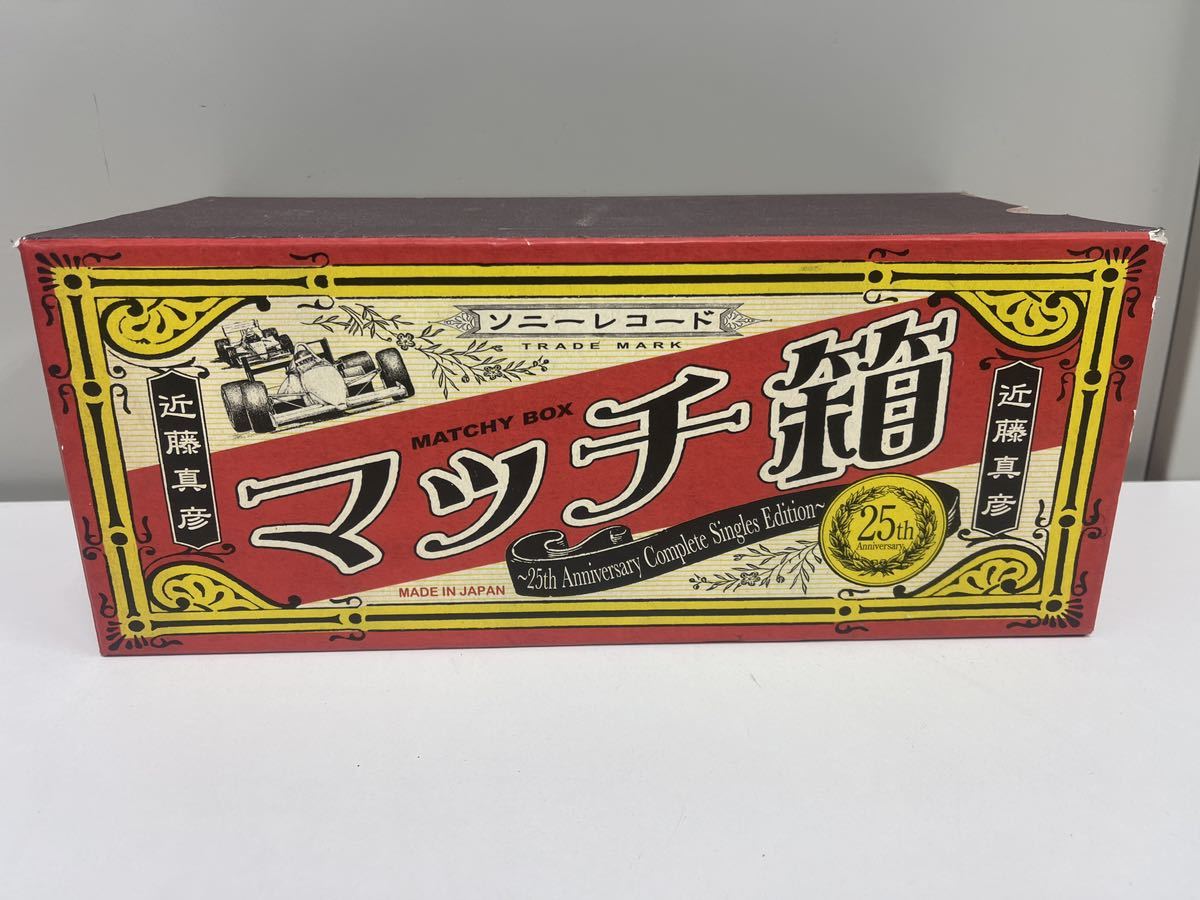 ソニーレコード
TRADE MARK
近藤真彦
MATCHY BOX
マッチ箱
近藤真彦
~25th Anniversary Complete Singles Edition~
25th
Anniversary
MADE IN JAPAN